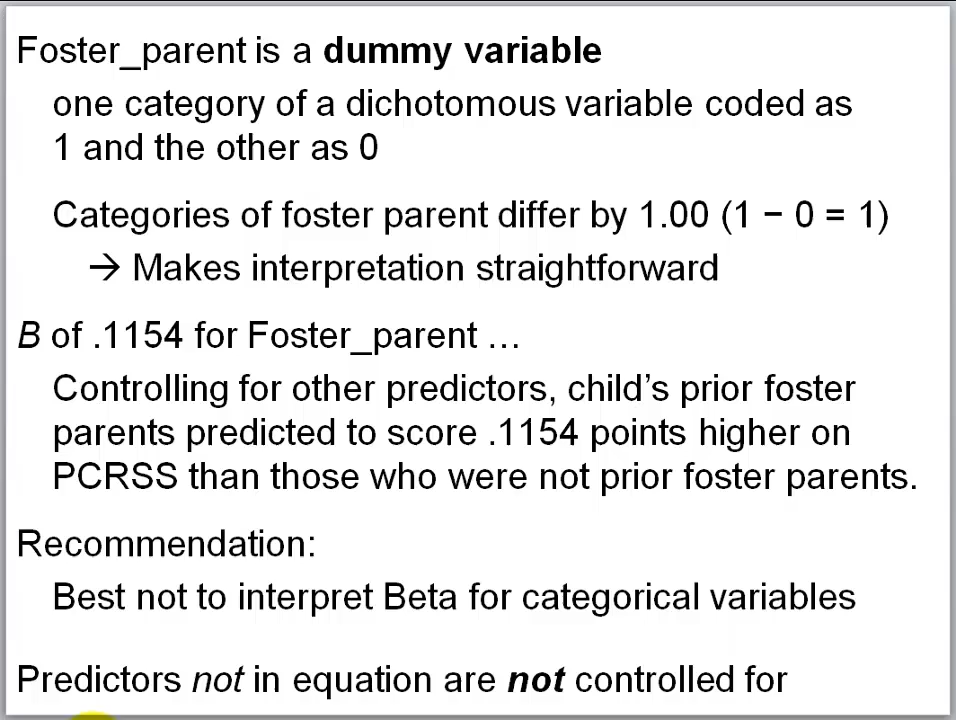 Foster_parent is a dummy variable
one category of a dichotomous variable coded as
1 and the other as 0
Categories of foster parent differ by 1.00 (1 − 0 = 1)
→ Makes interpretation straightforward
B of .1154 for Foster_parent …
Controlling for other predictors, child’s prior foster
parents predicted to score .1154 points higher on
PCRSS than those who were not prior foster parents.
Recommendation:
Best not to interpret Beta for categorical variables
Predictors not in equation are not controlled for